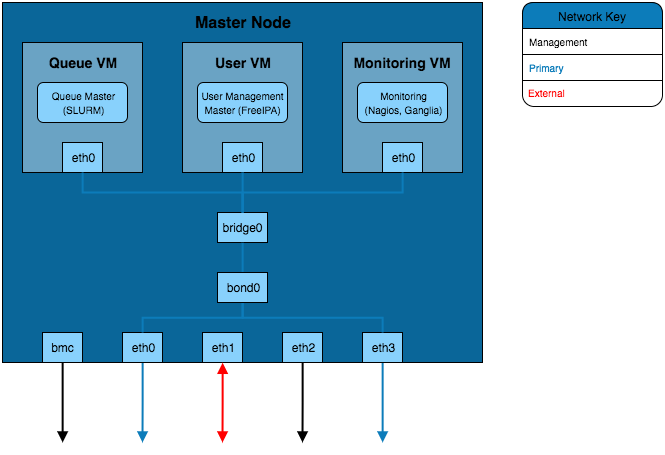 Master Node
Network Key
Management
Primary
External
Queue VM
Queue Master
(SLURM)
eth0
User VM
User Management
Master (FreeIPA)
eth0
Monitoring VM
Monitoring
(Nagios, Ganglia)
eth0
bridge0
bond0
bmc
eth0
eth1
eth2
eth3